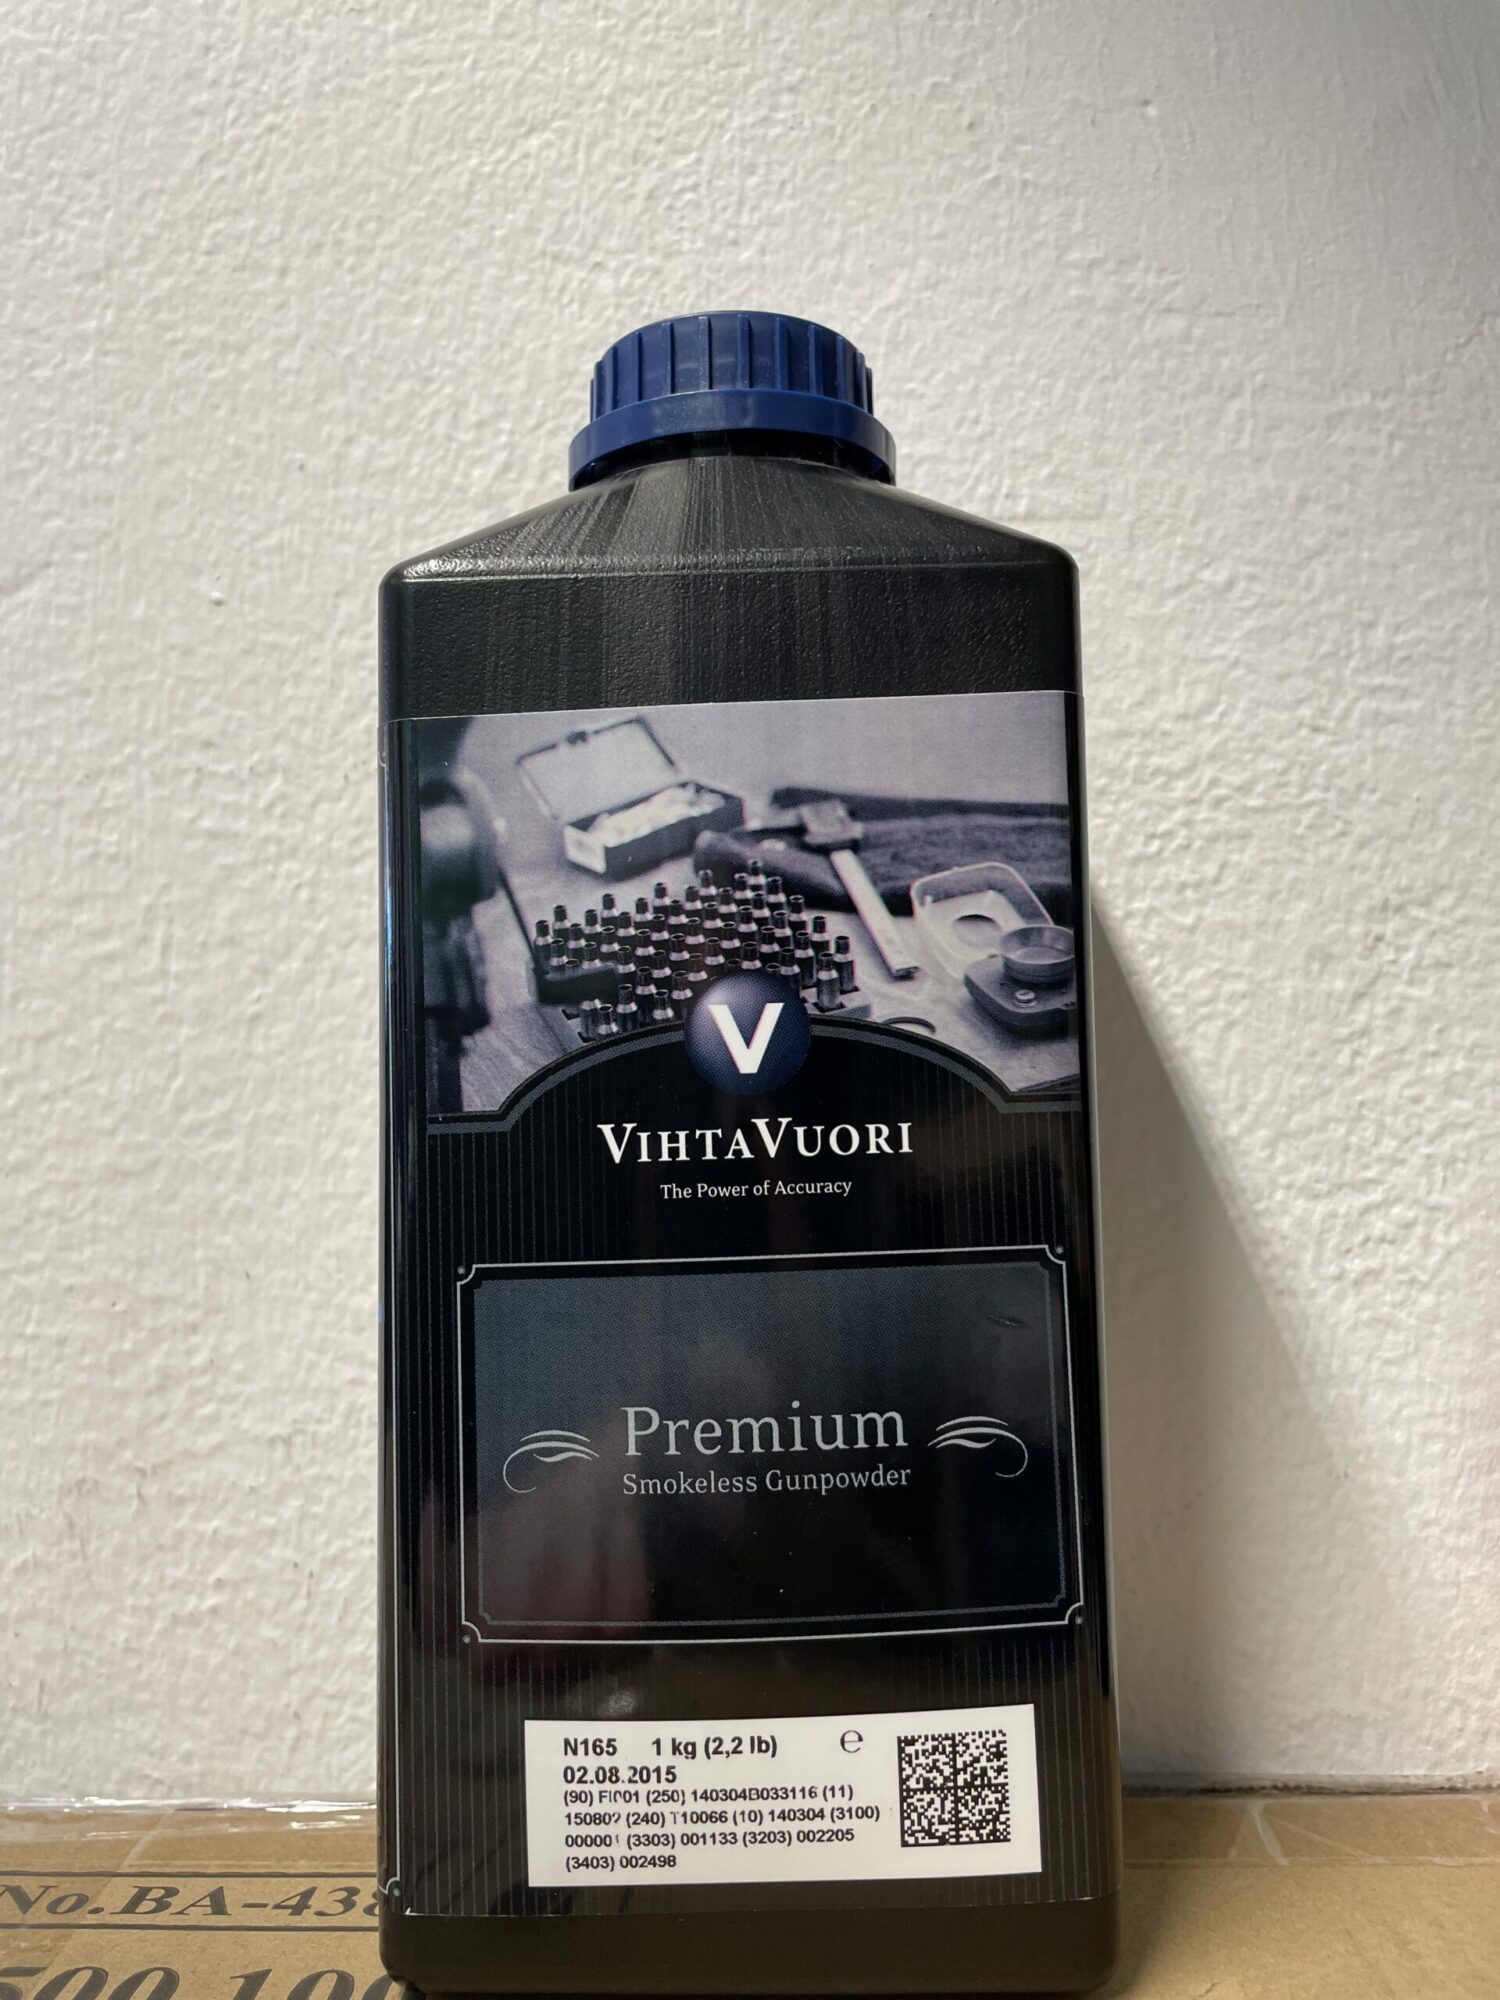 V
VIHTAVUORI
The Power of Accuracy
Premium
Smokeless Gunpowder
N165 1 kg (2,2 lb) e
02.08.2015
(90) FI001 (250) 140304B033116 (11)
150802 (240) T10066 (10) 140304 (3100)
000001 (3303) 001133 (3203) 002205
(3403) 002498
No.BA-438